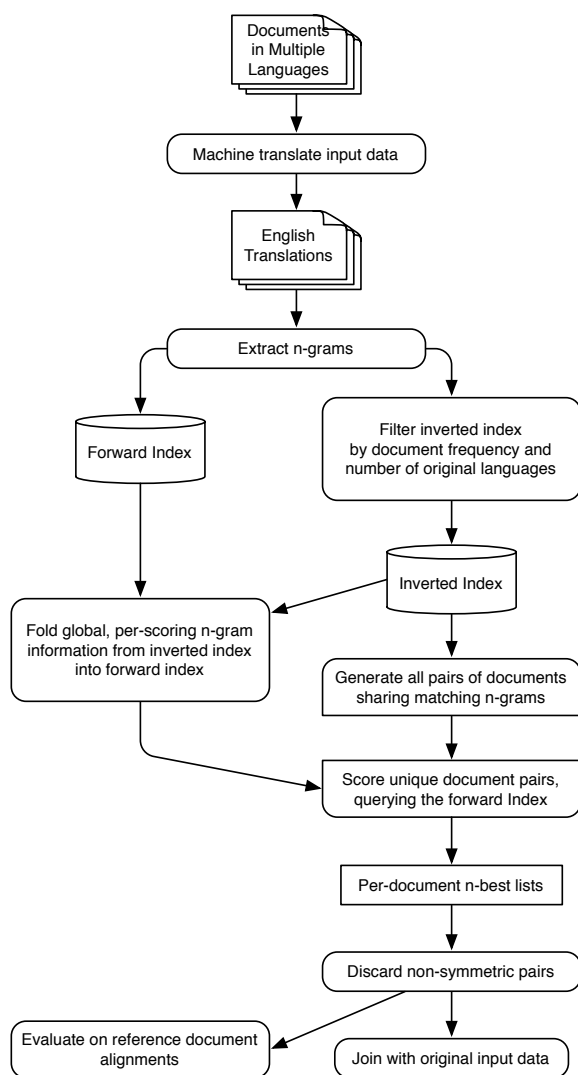 Documents
in Multiple
Languages
Machine translate input data
English
Translations
Extract n-grams
Forward Index
Filter inverted index
by document frequency and
number of original languages
Inverted Index
Fold global, per-scoring n-gram
information from inverted index
into forward index
Generate all pairs of documents
sharing matching n-grams
Score unique document pairs,
querying the forward Index
Per-document n-best lists
Discard non-symmetric pairs
Evaluate on reference document
alignments
Join with original input data